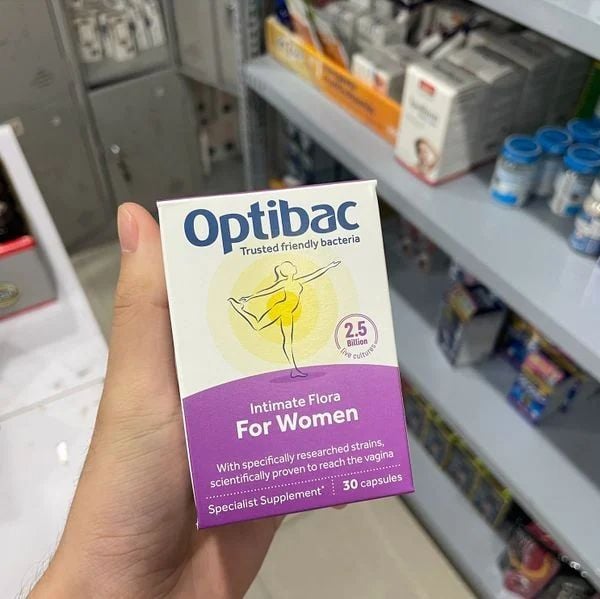 Optibac
Trusted friendly bacteria
2.5
Billion
live cultures
Intimate Flora
For Women
With specifically researched strains,
scientifically proven to reach the vagina
Specialist Supplement* 30 capsules